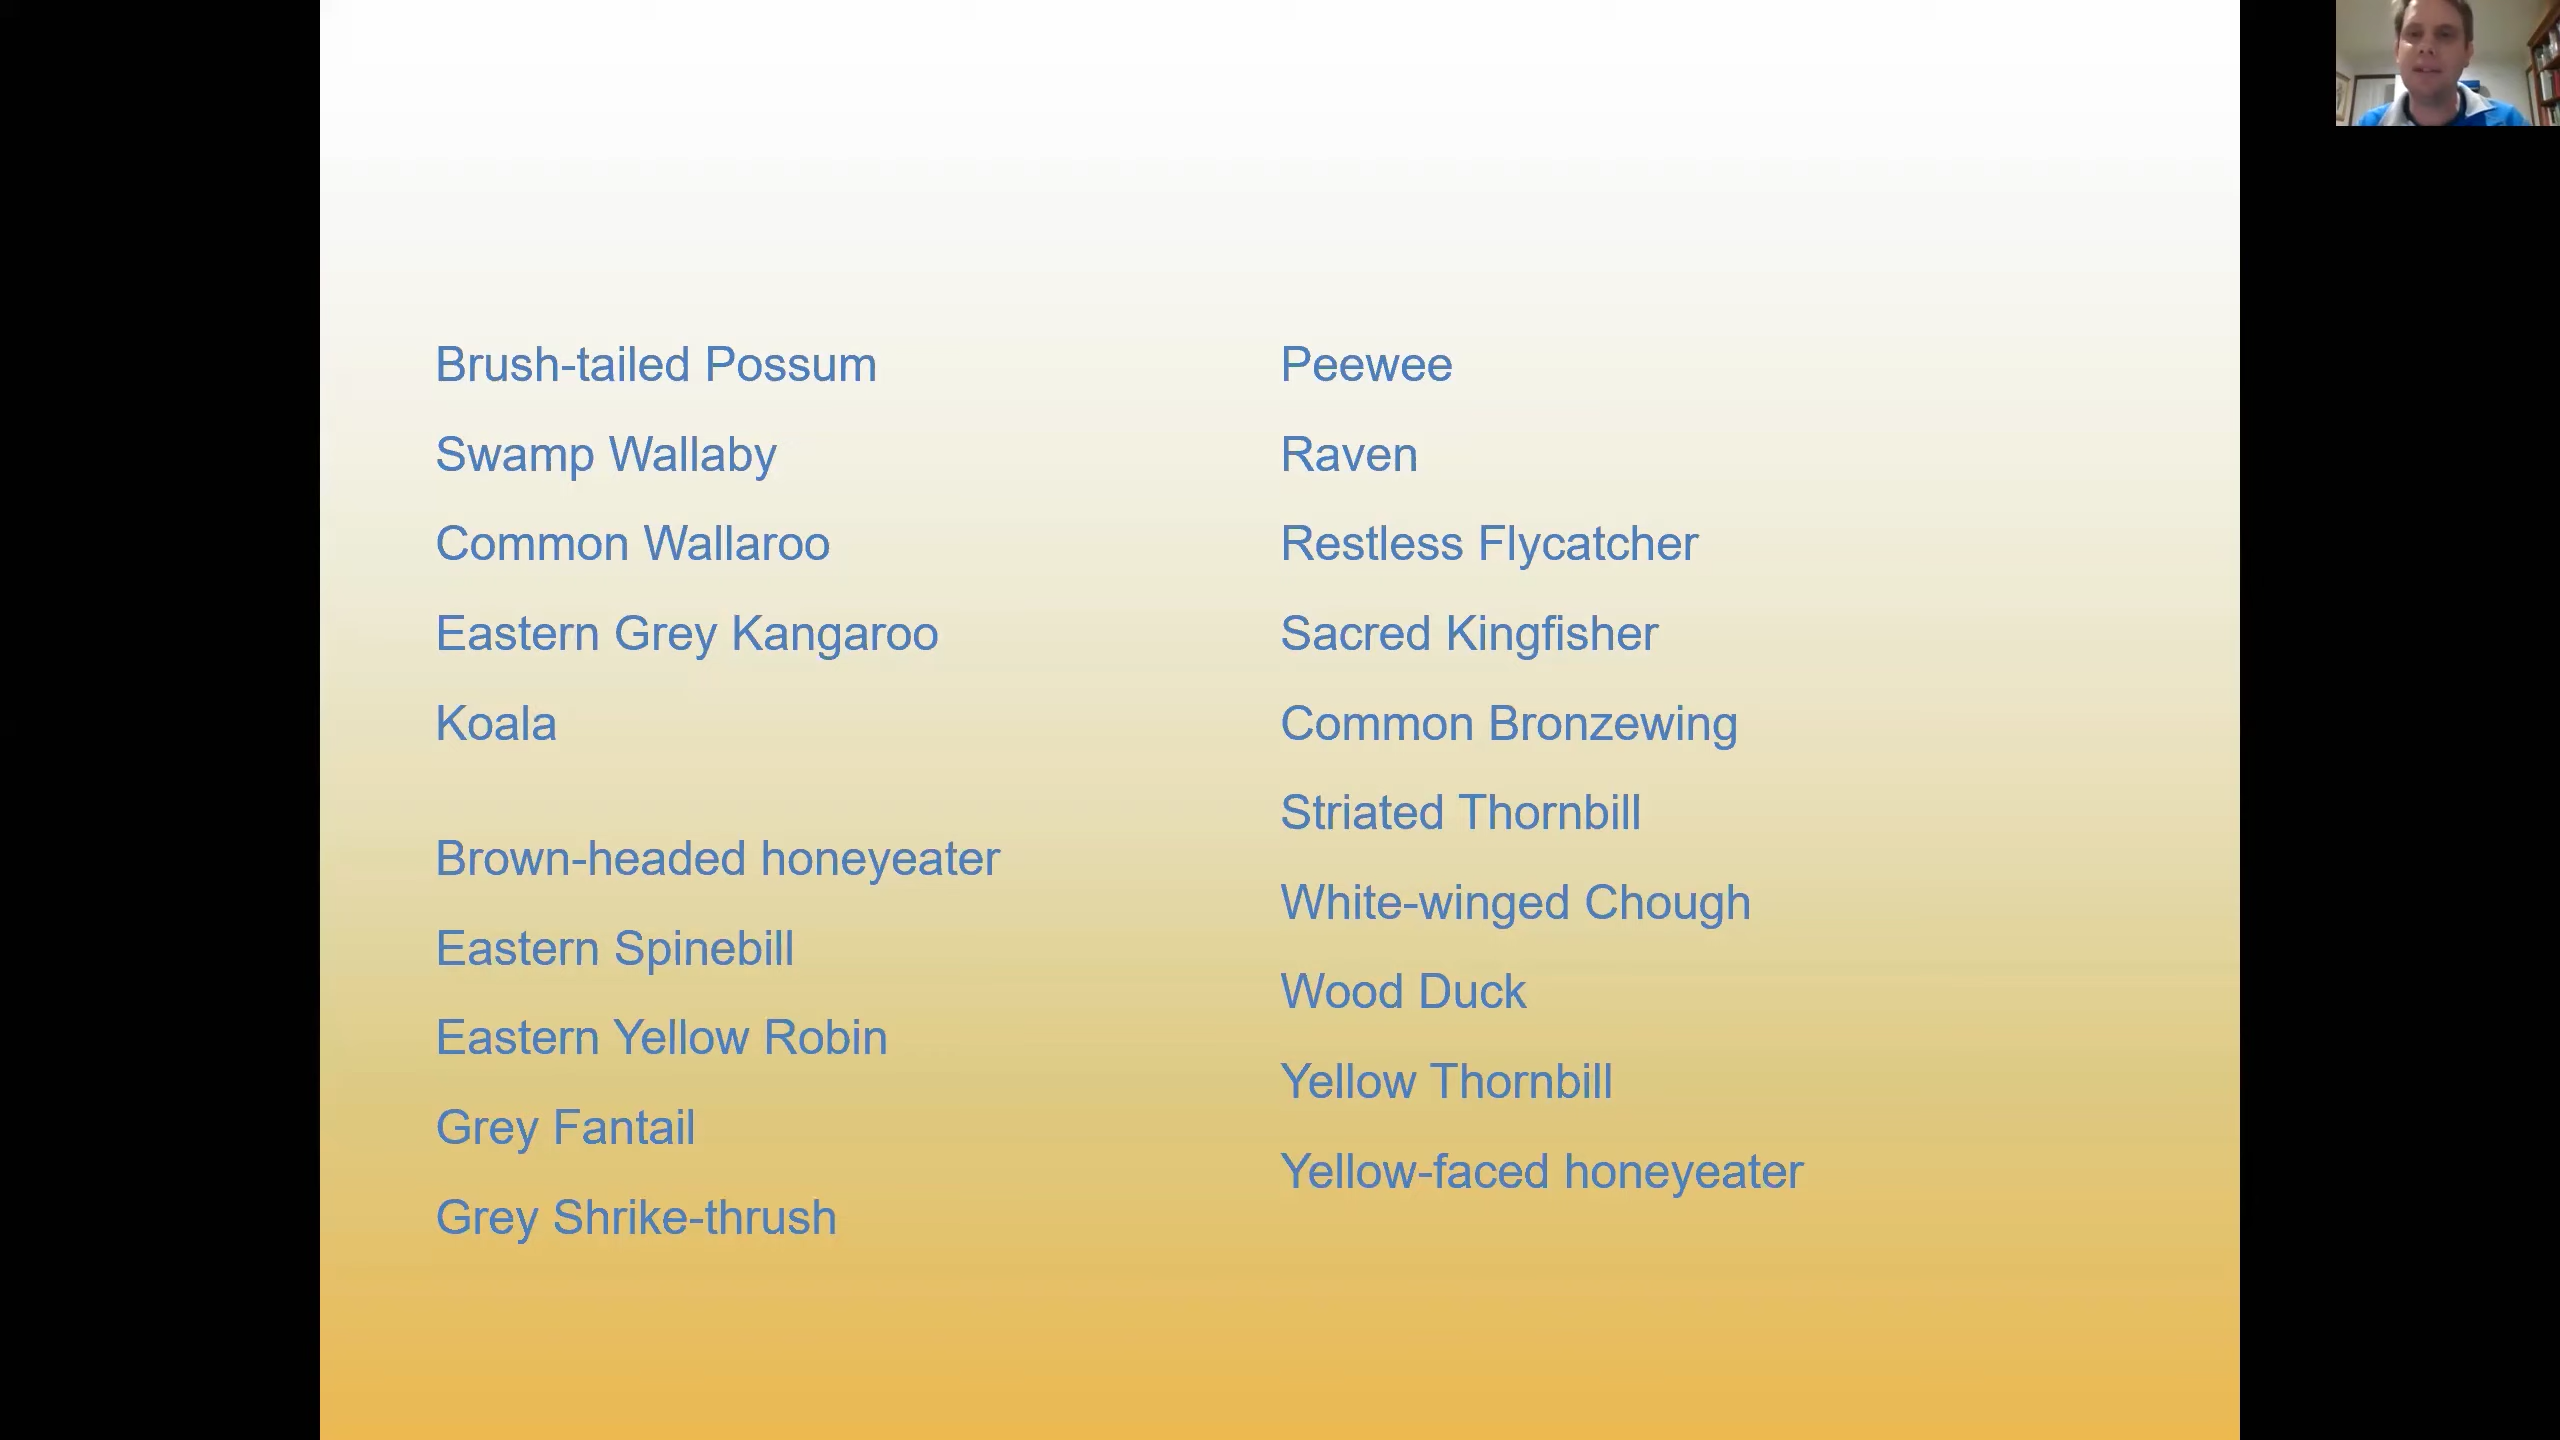 Brush-tailed Possum
Swamp Wallaby
Common Wallaroo
Eastern Grey Kangaroo
Koala
Brown-headed honeyeater
Eastern Spinebill
Eastern Yellow Robin
Grey Fantail
Grey Shrike-thrush
Peewee
Raven
Restless Flycatcher
Sacred Kingfisher
Common Bronzewing
Striated Thornbill
White-winged Chough
Wood Duck
Yellow Thornbill
Yellow-faced honeyeater